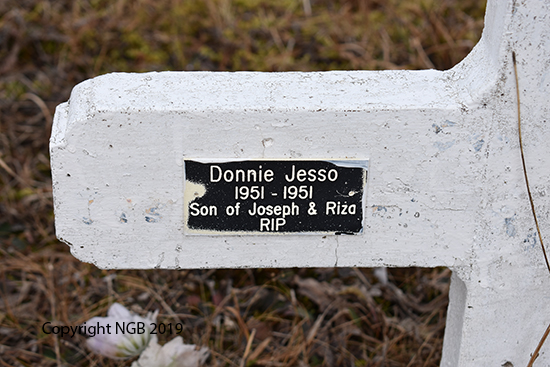 Donnie Jesso
1951 - 1951
Son of Joseph & Riza
RIP
Copyright NGB 2019